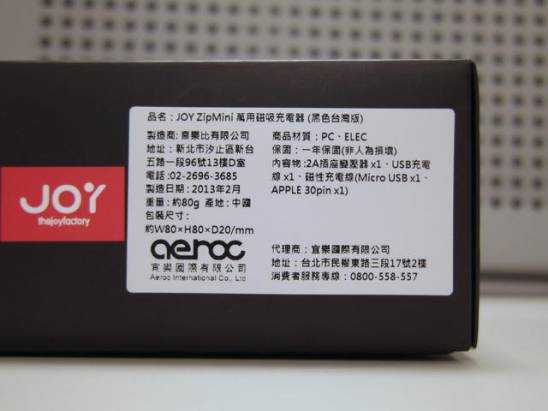 JOY
thejoyfactory
品名：JOY ZipMini 萬用磁吸充電器 (黑色台灣版)
製造商：喜樂比有限公司
地址：新北市汐止區新台
五路一段96號13樓D室
電話：02-2696-3685
製造日期：2013年2月
重量：約80g 產地：中國
包裝尺寸：
約W80×H80×D20/mm
aeroc
宜樂國際有限公司
Aeroc International Co., Ltd
商品材質：PC、ELEC
保固：一年保固(非人為損壞)
內容物：2A插座變壓器 x1、USB充電
線 x1、磁性充電線(Micro USB x1、
APPLE 30pin x1)
代理商：宜樂國際有限公司
地址：台北市民權東路三段17號2樓
消費者服務專線：0800-558-557